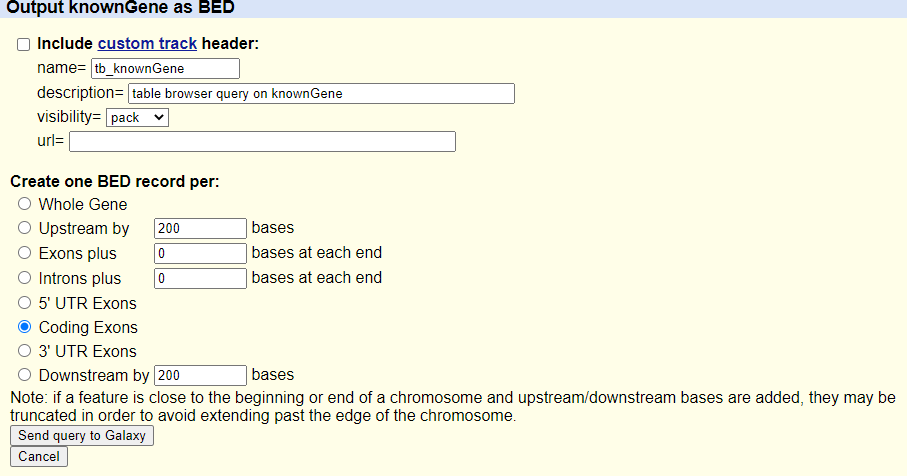 Output knownGene as BED
Include custom track header:
name= tb_knownGene
description= table browser query on knownGene
visibility= pack
url=
Create one BED record per:
Whole Gene
Upstream by 200 bases
Exons plus 0 bases at each end
Introns plus 0 bases at each end
5' UTR Exons
Coding Exons
3' UTR Exons
Downstream by 200 bases
Note: if a feature is close to the beginning or end of a chromosome and upstream/downstream bases are added, they may be
truncated in order to avoid extending past the edge of the chromosome.
Send query to Galaxy
Cancel